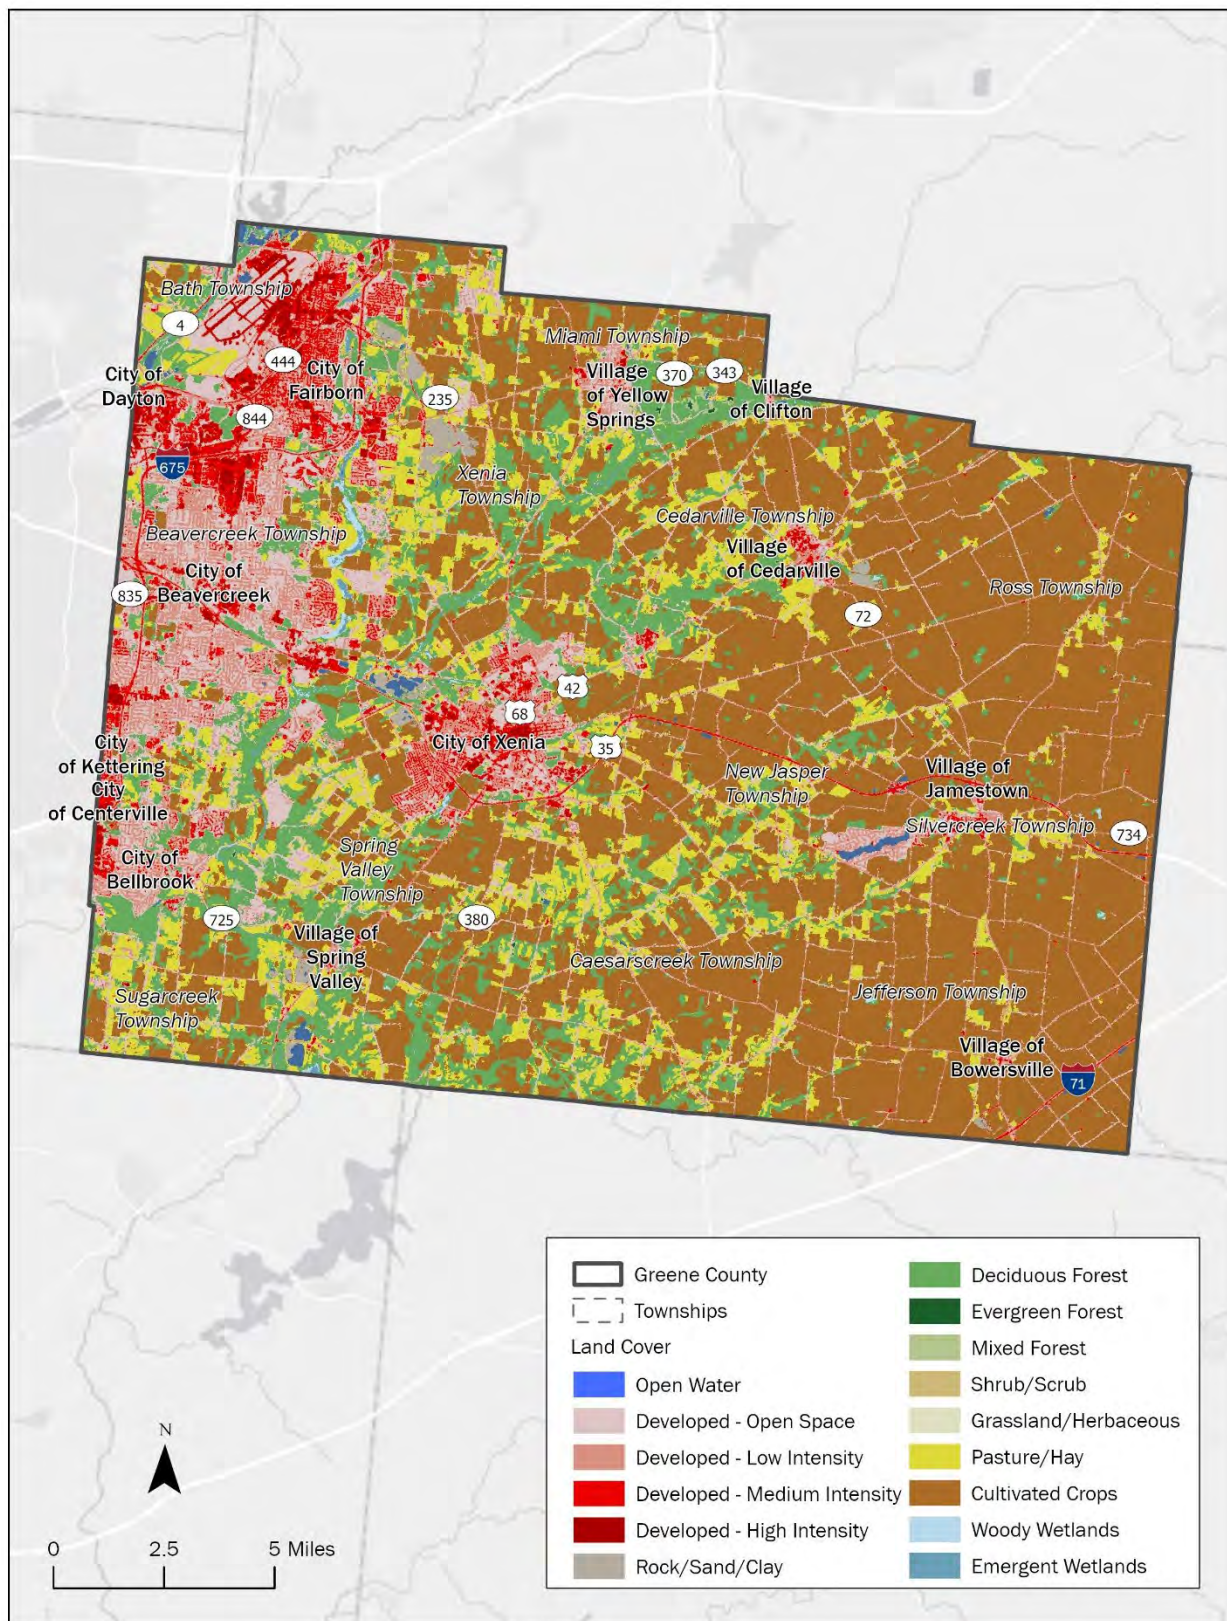 Bath Township
Miami Township
4
444
City of
Fairborn
City of
Dayton
844
235
Village
of Yellow
Springs
370
343
Village
of Clifton
675
Xenia
Township
Beavercreek Township
Cedarville Township
Village
of Cedarville
City of
Beavercreek
835
Ross Township
72
42
68
City of Xenia
35
City
of Kettering
City
of Centerville
New Jasper
Township
Village of
Jamestown
Silvercreek Township
734
City of
Bellbrook
Spring
Valley
Township
725
380
Village of
Spring
Valley
Caesarscreek Township
Sugarcreek
Township
Jefferson Township
Village of
Bowersville
71
Greene County
Townships
Land Cover
Open Water
Developed - Open Space
Developed - Low Intensity
Developed - Medium Intensity
Developed - High Intensity
Rock/Sand/Clay
Deciduous Forest
Evergreen Forest
Mixed Forest
Shrub/Scrub
Grassland/Herbaceous
Pasture/Hay
Cultivated Crops
Woody Wetlands
Emergent Wetlands
N
0 2.5 5 Miles